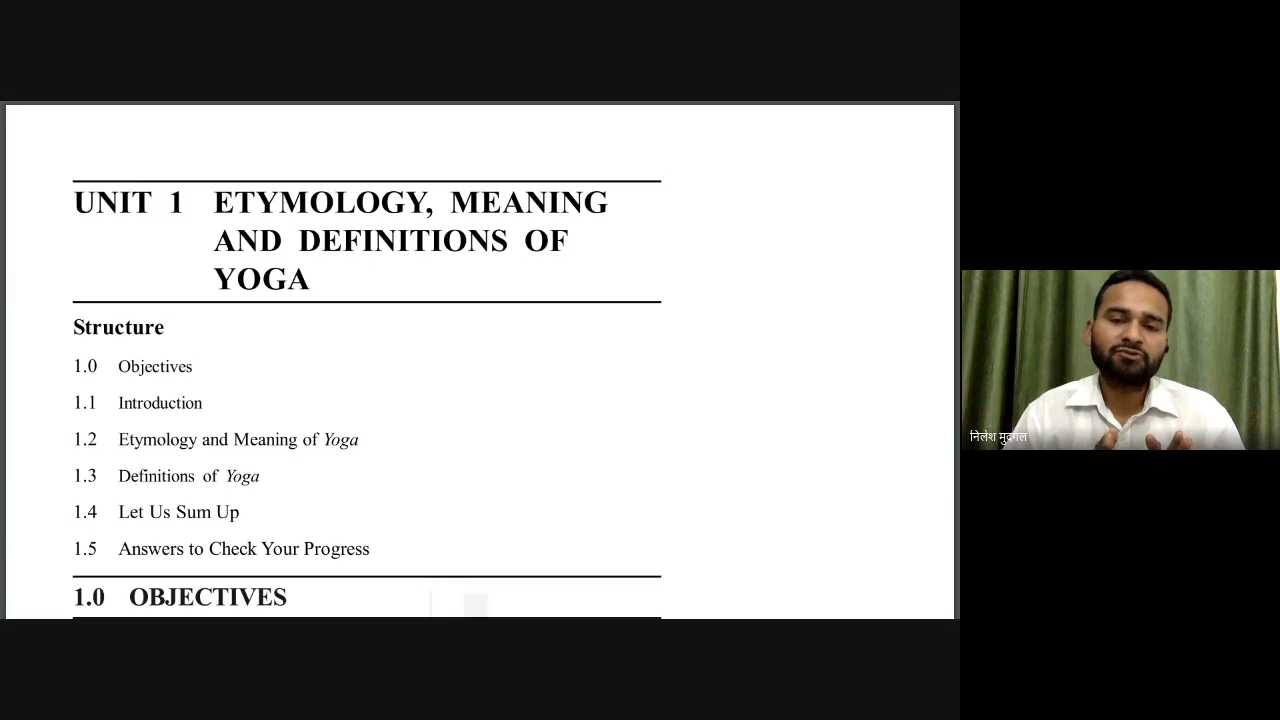 UNIT 1 ETYMOLOGY, MEANING
AND DEFINITIONS OF
YOGA
Structure
1.0 Objectives
1.1 Introduction
1.2 Etymology and Meaning of Yoga
1.3 Definitions of Yoga
1.4 Let Us Sum Up
1.5 Answers to Check Your Progress
1.0 OBJECTIVES
निलेश मुदगल